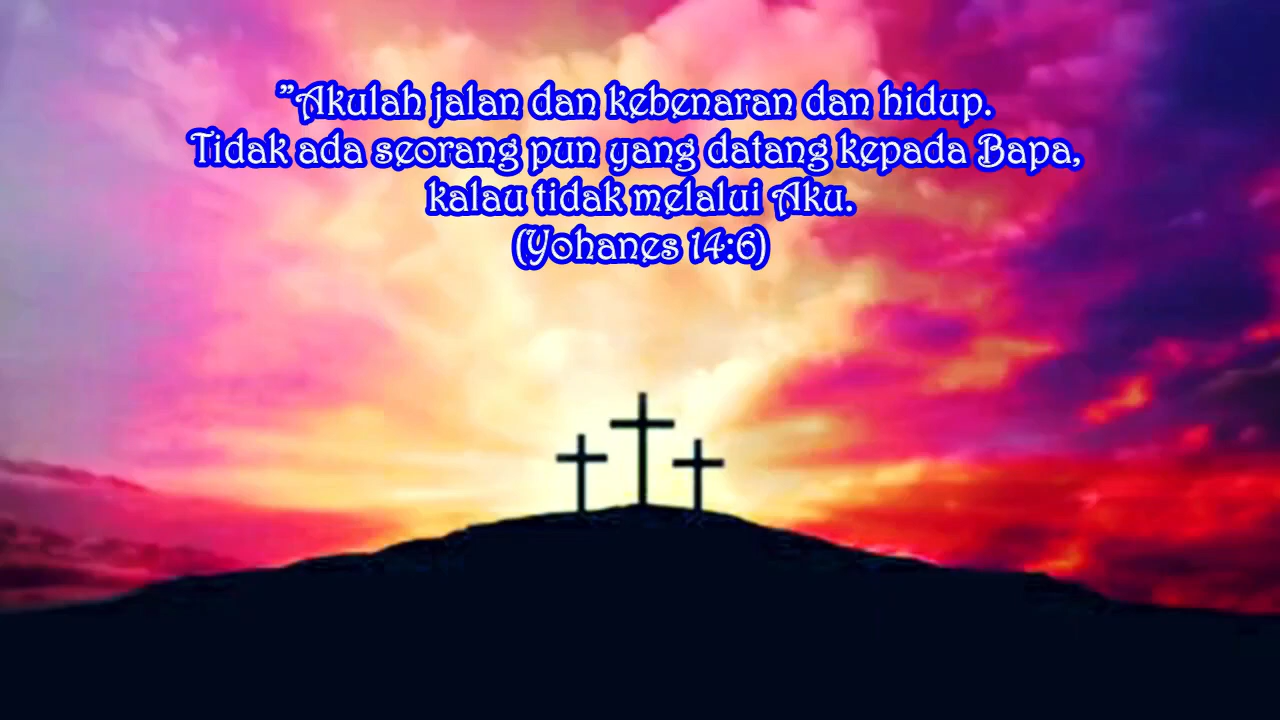 "Akulah jalan dan kebenaran dan hidup.
Tidak ada seorang pun yang datang kepada Bapa,
kalau tidak melalui Aku.
(Yohanes 14:6)